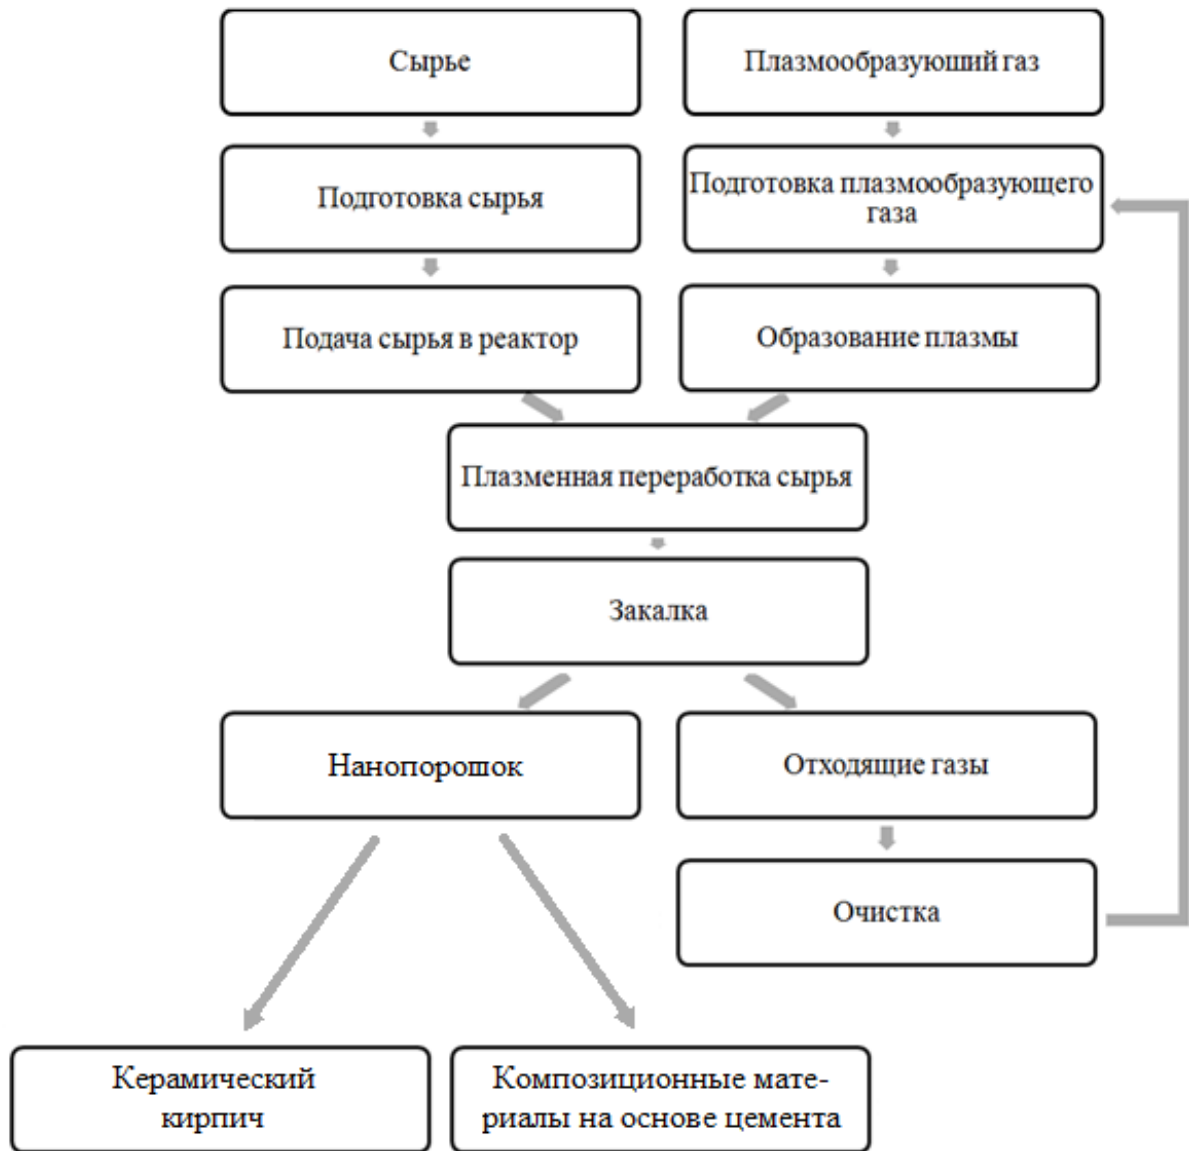 Сырье
Плазмообразуюший газ
Подготовка сырья
Подготовка плазмообразующего
газа
Подача сырья в реактор
Образование плазмы
Плазменная переработка сырья
Закалка
Нанопорошок
Отходящие газы
Очистка
Керамический
кирпич
Композиционные мате-
риалы на основе цемента